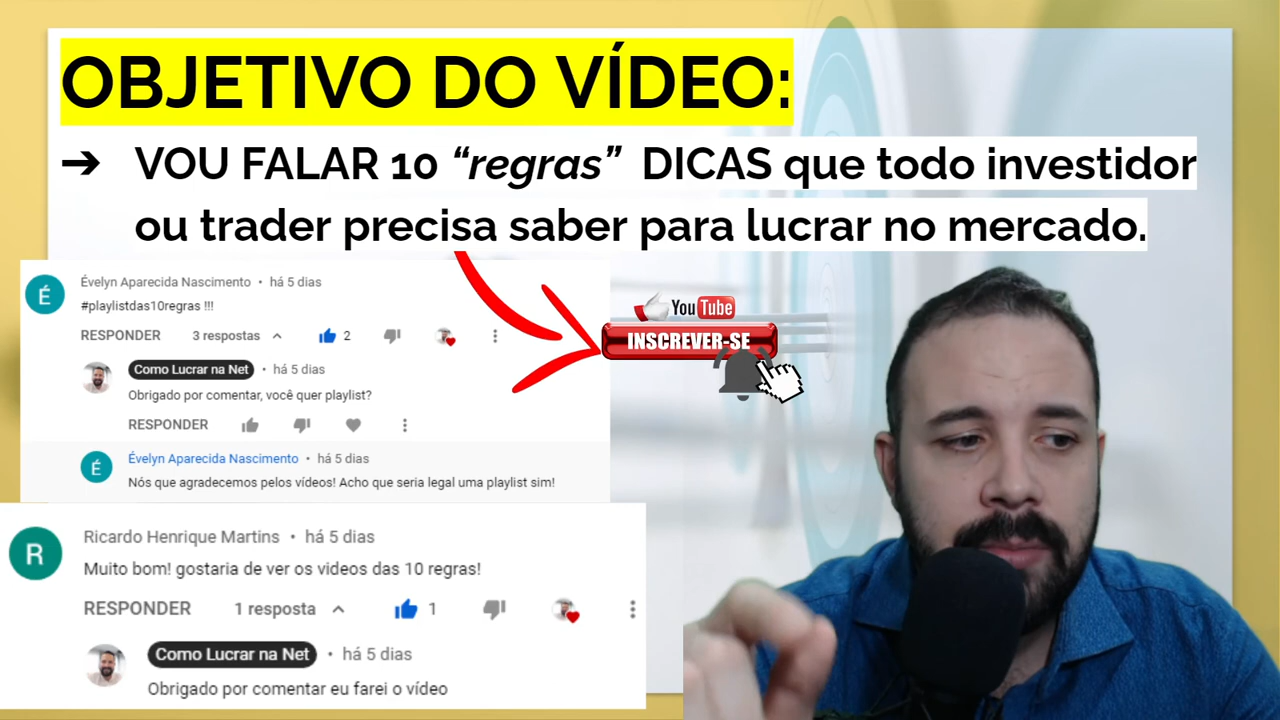 OBJETIVO DO VÍDEO:
➔ VOU FALAR 10 “regras” DICAS que todo investidor
ou trader precisa saber para lucrar no mercado.
É
Évelyn Aparecida Nascimento • há 5 dias
#playlistdas10regras !!!
RESPONDER 3 respostas 2
Como Lucrar na Net • há 5 dias
Obrigado por comentar, você quer playlist?
RESPONDER
É
Évelyn Aparecida Nascimento • há 5 dias
Nós que agradecemos pelos vídeos! Acho que seria legal uma playlist sim!
R
Ricardo Henrique Martins • há 5 dias
Muito bom! gostaria de ver os videos das 10 regras!
RESPONDER 1 resposta 1
Como Lucrar na Net • há 5 dias
Obrigado por comentar eu farei o vídeo
YouTube
INSCREVER-SE